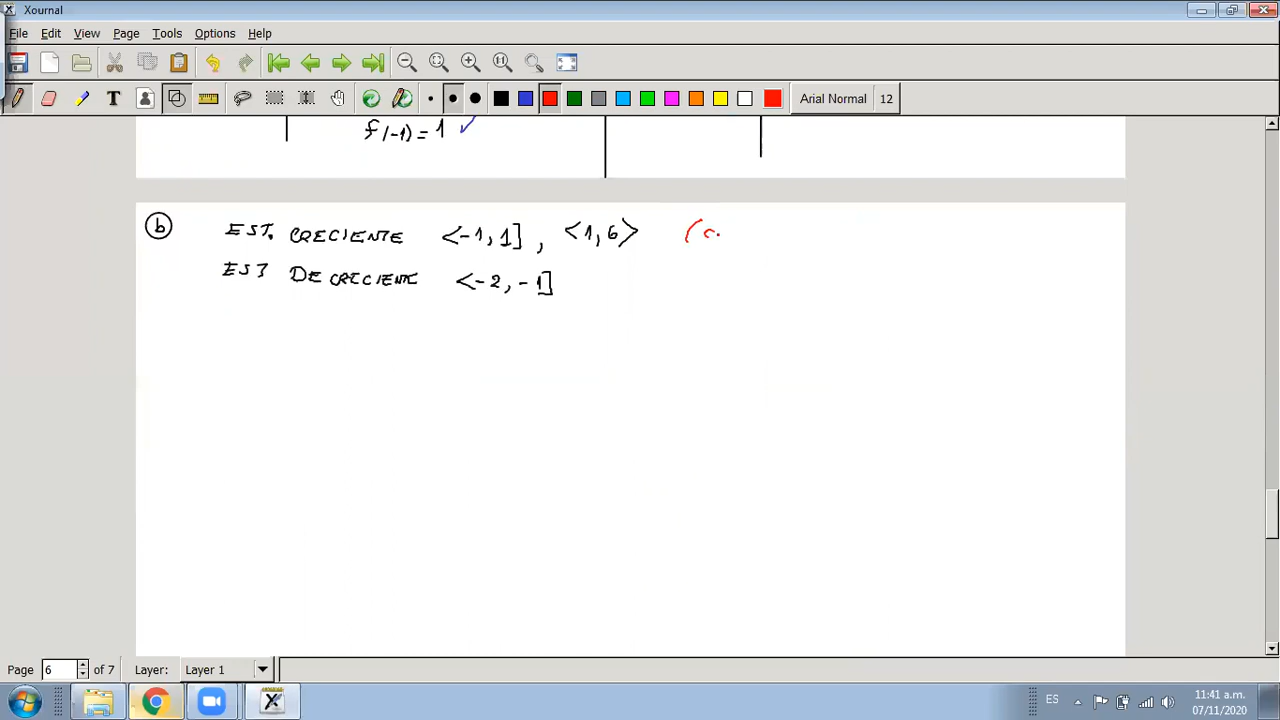 Xournal
File Edit View Page Tools Options Help
Arial Normal 12
f(-1) = 1 ✓
b EST. CRECIENTE <-1, 1] , <1, 6>
EST DECRECIENTE <-2, -1]
Page 6 of 7 Layer: Layer 1
ES 11:41 a.m.
07/11/2020